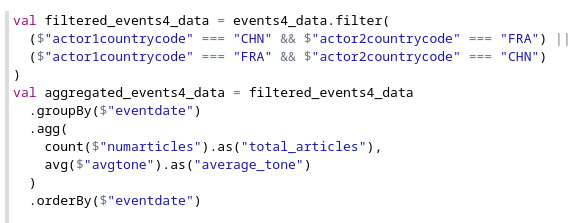 val filtered_events4_data = events4_data.filter(
  ($"actor1countrycode" === "CHN" && $"actor2countrycode" === "FRA") ||
  ($"actor1countrycode" === "FRA" && $"actor2countrycode" === "CHN")
)
val aggregated_events4_data = filtered_events4_data
  .groupBy($"eventdate")
  .agg(
    count($"numarticles").as("total_articles"),
    avg($"avgtone").as("average_tone")
  )
  .orderBy($"eventdate")